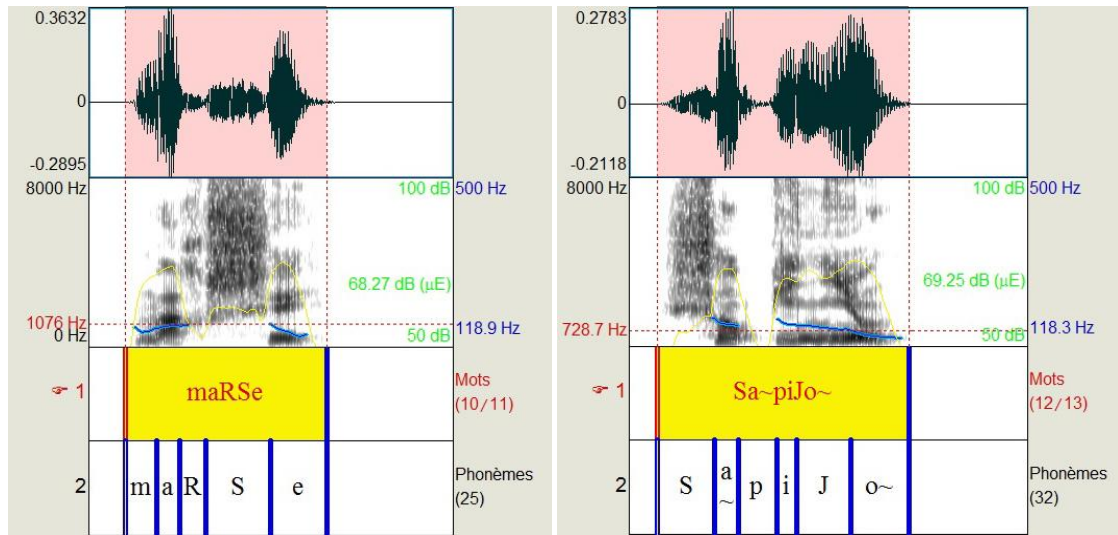 0.3632
0
-0.2895
8000 Hz
100 dB
500 Hz
68.27 dB (µE)
1076 Hz
118.9 Hz
0 Hz
50 dB
☞ 1
maRSe
Mots
(10/11)
2
m a R S e
Phonèmes
(25)
0.2783
0
-0.2118
8000 Hz
100 dB
500 Hz
69.25 dB (µE)
728.7 Hz
118.3 Hz
50 dB
☞ 1
Sa~piJo~
Mots
(12/13)
2
S a~ p i J o~
Phonèmes
(32)